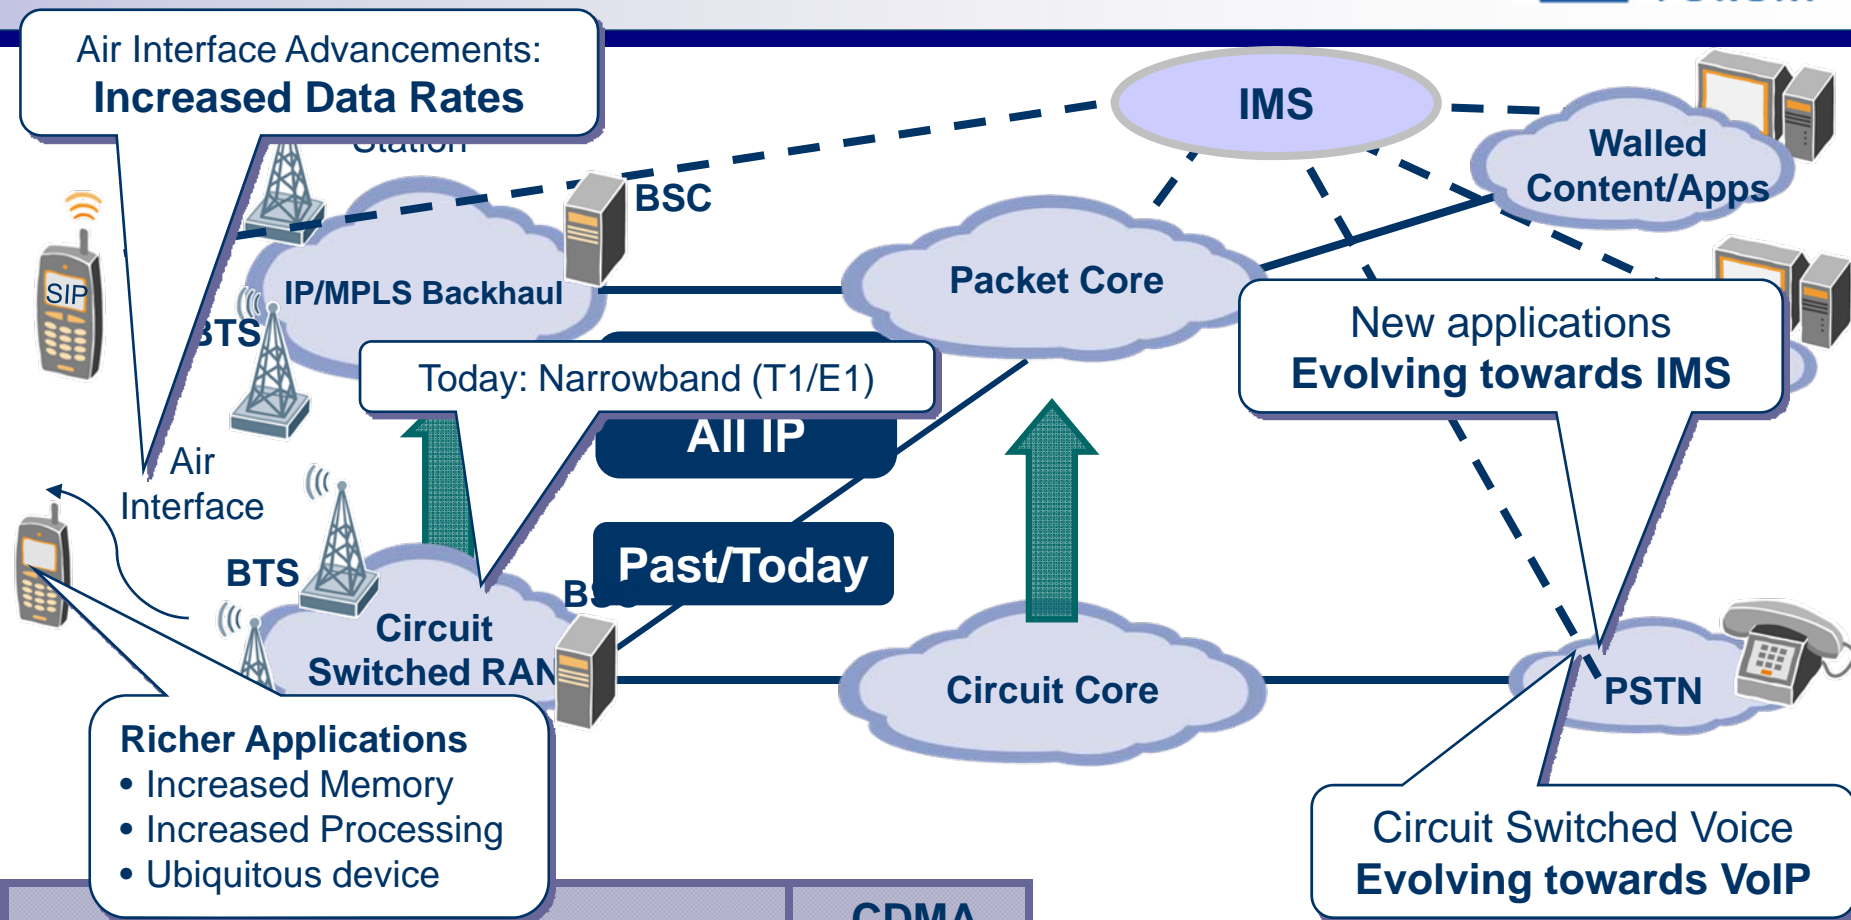 Air Interface Advancements:
Increased Data Rates
Station
IMS
Walled
Content/Apps
BSC
SIP
IP/MPLS Backhaul
Packet Core
BTS
New applications
Evolving towards IMS
Today: Narrowband (T1/E1)
All IP
Air
Interface
Past/Today
BTS
Circuit
Switched RAN
Circuit Core
PSTN
Richer Applications
• Increased Memory
• Increased Processing
• Ubiquitous device
Circuit Switched Voice
Evolving towards VoIP
CDMA